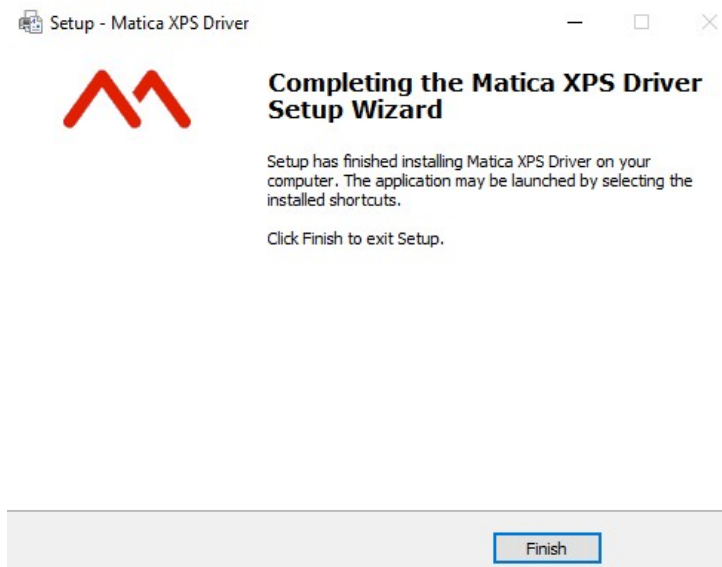 Setup - Matica XPS Driver
Completing the Matica XPS Driver
Setup Wizard
Setup has finished installing Matica XPS Driver on your
computer. The application may be launched by selecting the
installed shortcuts.
Click Finish to exit Setup.
Finish